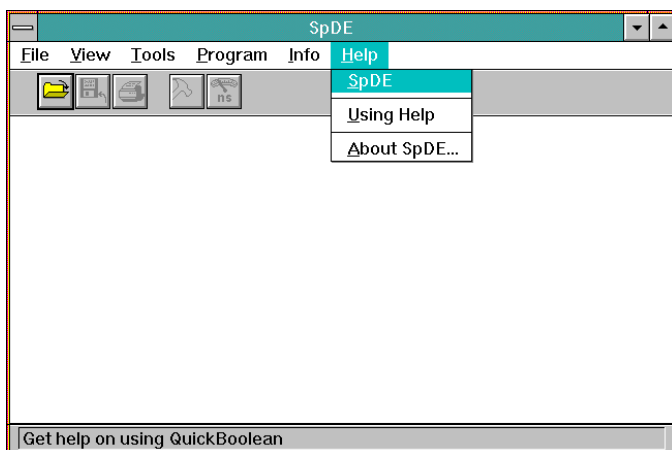 SpDE
File View Tools Program Info Help
ns
SpDE
Using Help
About SpDE...
Get help on using QuickBoolean